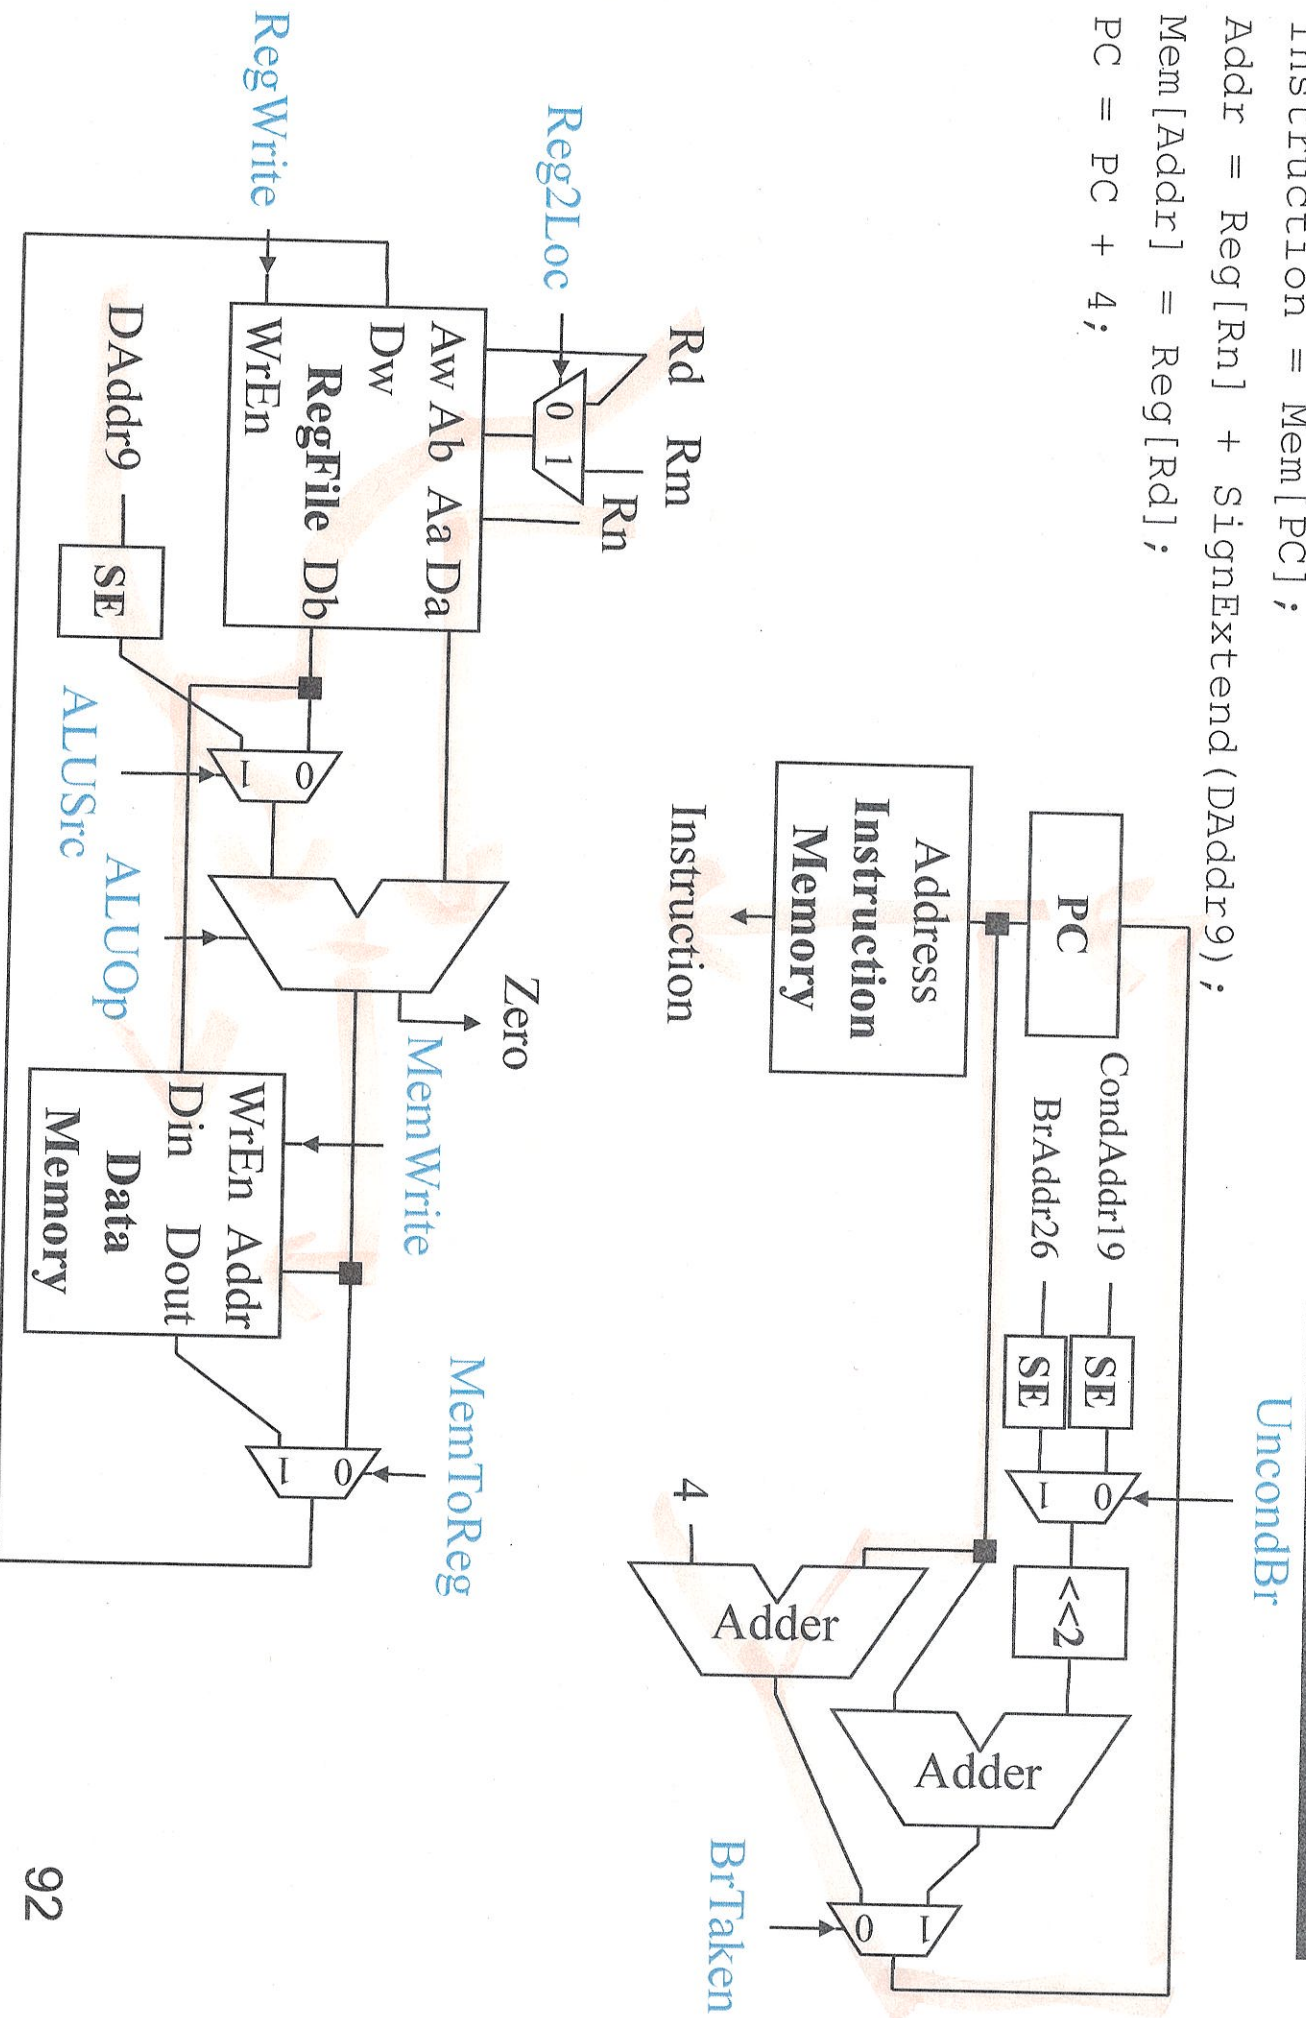 Instruction = Mem[PC];
Addr = Reg[Rn] + SignExtend(DAddr9);
Mem[Addr] = Reg[Rd];
PC = PC + 4;
UncondBr
CondAddr19
SE
0
1
BrAddr26
SE
<<2
PC
Adder
1
0
BrTaken
Address
Instruction
Memory
4
Adder
Instruction
Rd Rm
Rn
Reg2Loc
0 1
Zero
MemWrite
MemToReg
RegWrite
Aw Ab Aa Da
Dw
RegFile Db
WrEn
0
1
0
1
WrEn Addr
Din Dout
Data
Memory
DAddr9
SE
ALUSrc
ALUOp
92